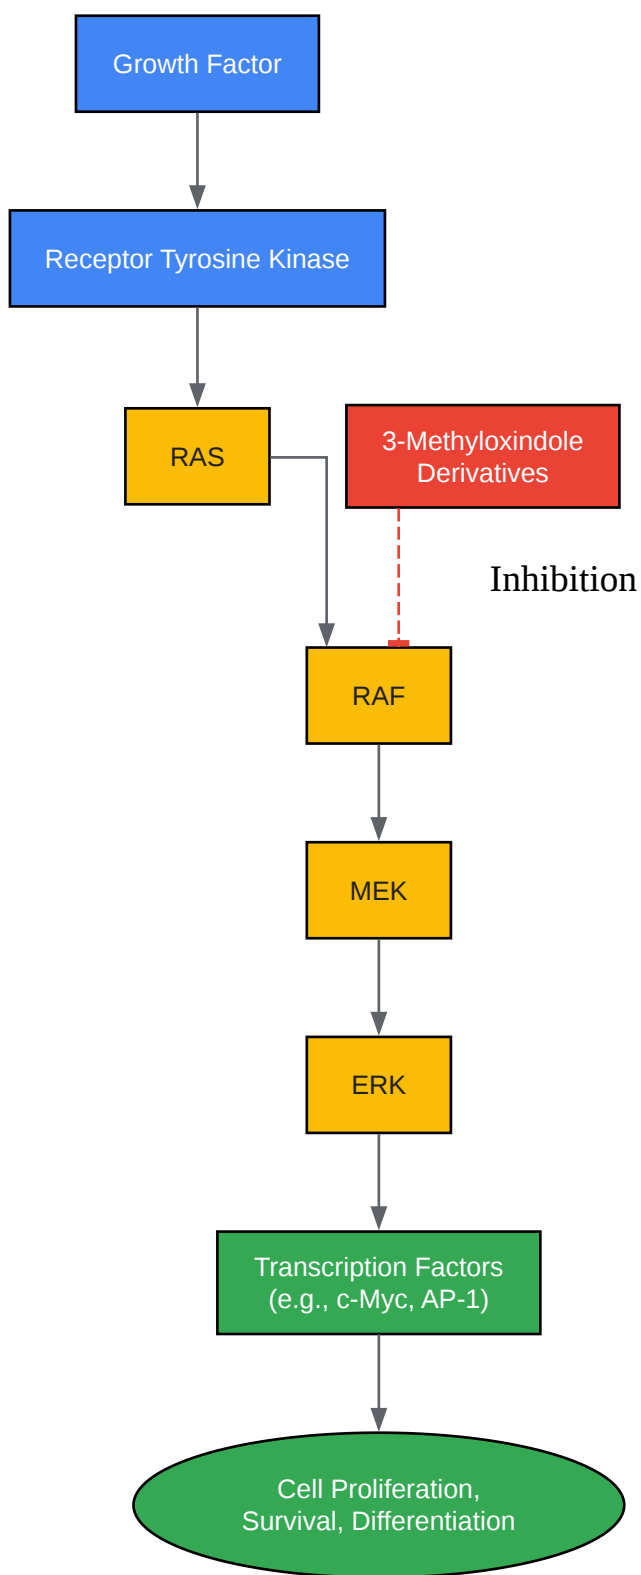 Growth Factor
Receptor Tyrosine Kinase
RAS
3-Methyloxindole
Derivatives
Inhibition
RAF
MEK
ERK
Transcription Factors
(e.g., c-Myc, AP-1)
Cell Proliferation,
Survival, Differentiation